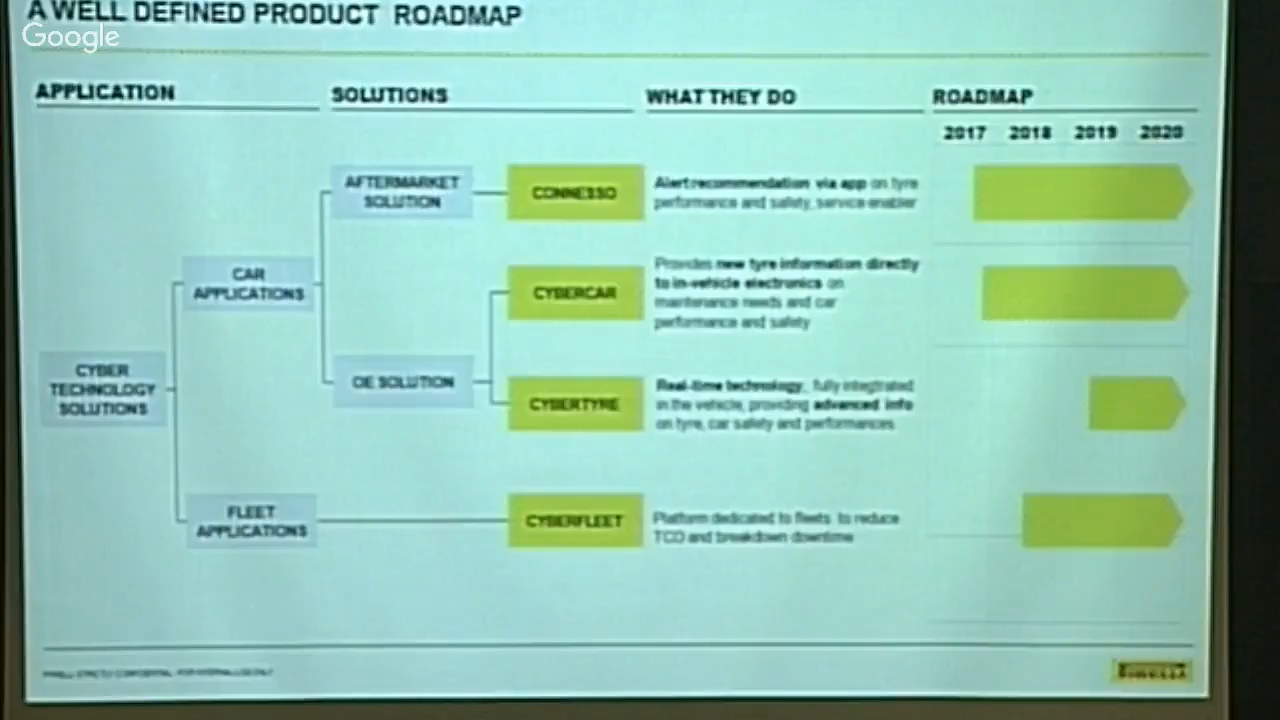 A WELL DEFINED PRODUCT ROADMAP
Google
APPLICATION
SOLUTIONS
WHAT THEY DO
ROADMAP
2017 2018 2019 2020
AFTERMARKET
SOLUTION
CONNESSO
Alert recommendation via app on tyre
performance and safety, service enabler
CAR
APPLICATIONS
CYBERCAR
Provides new tyre information directly
to in-vehicle electronics on
maintenance needs and car
performance and safety
CYBER
TECHNOLOGY
SOLUTIONS
OE SOLUTION
CYBERTYRE
Real-time technology, fully integtrated
in the vehicle, providing advanced info
on tyre, car safety and performances
FLEET
APPLICATIONS
CYBERFLEET
Platform dedicated to fleets to reduce
TCO and breakdown downtime
PIRELLI